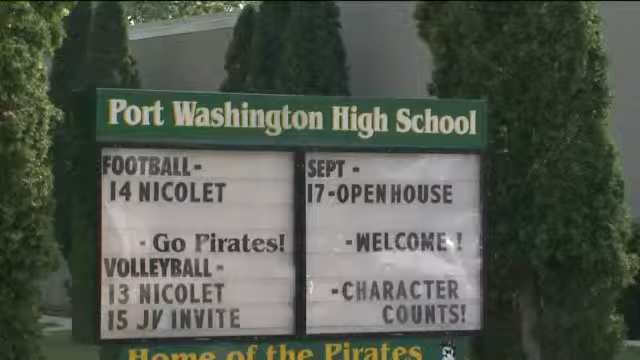 Port Washington High School
FOOTBALL-
14 NICOLET
- GO PIRATES!
VOLLEYBALL-
13 NICOLET
15 JV INVITE
SEPT -
17-OPEN HOUSE
-WELCOME!
-CHARACTER
COUNTS!
Home of the Pirates